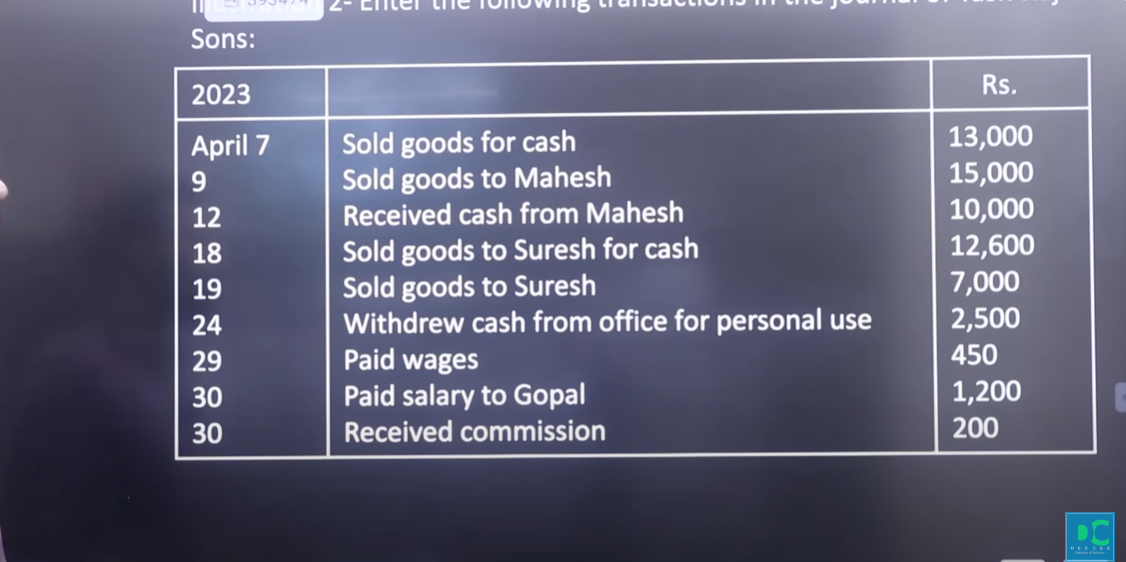 2- Enter the following transactions in the journal of
Sons:
2023 Rs.
April 7 Sold goods for cash 13,000
9 Sold goods to Mahesh 15,000
12 Received cash from Mahesh 10,000
18 Sold goods to Suresh for cash 12,600
19 Sold goods to Suresh 7,000
24 Withdrew cash from office for personal use 2,500
29 Paid wages 450
30 Paid salary to Gopal 1,200
30 Received commission 200
DC